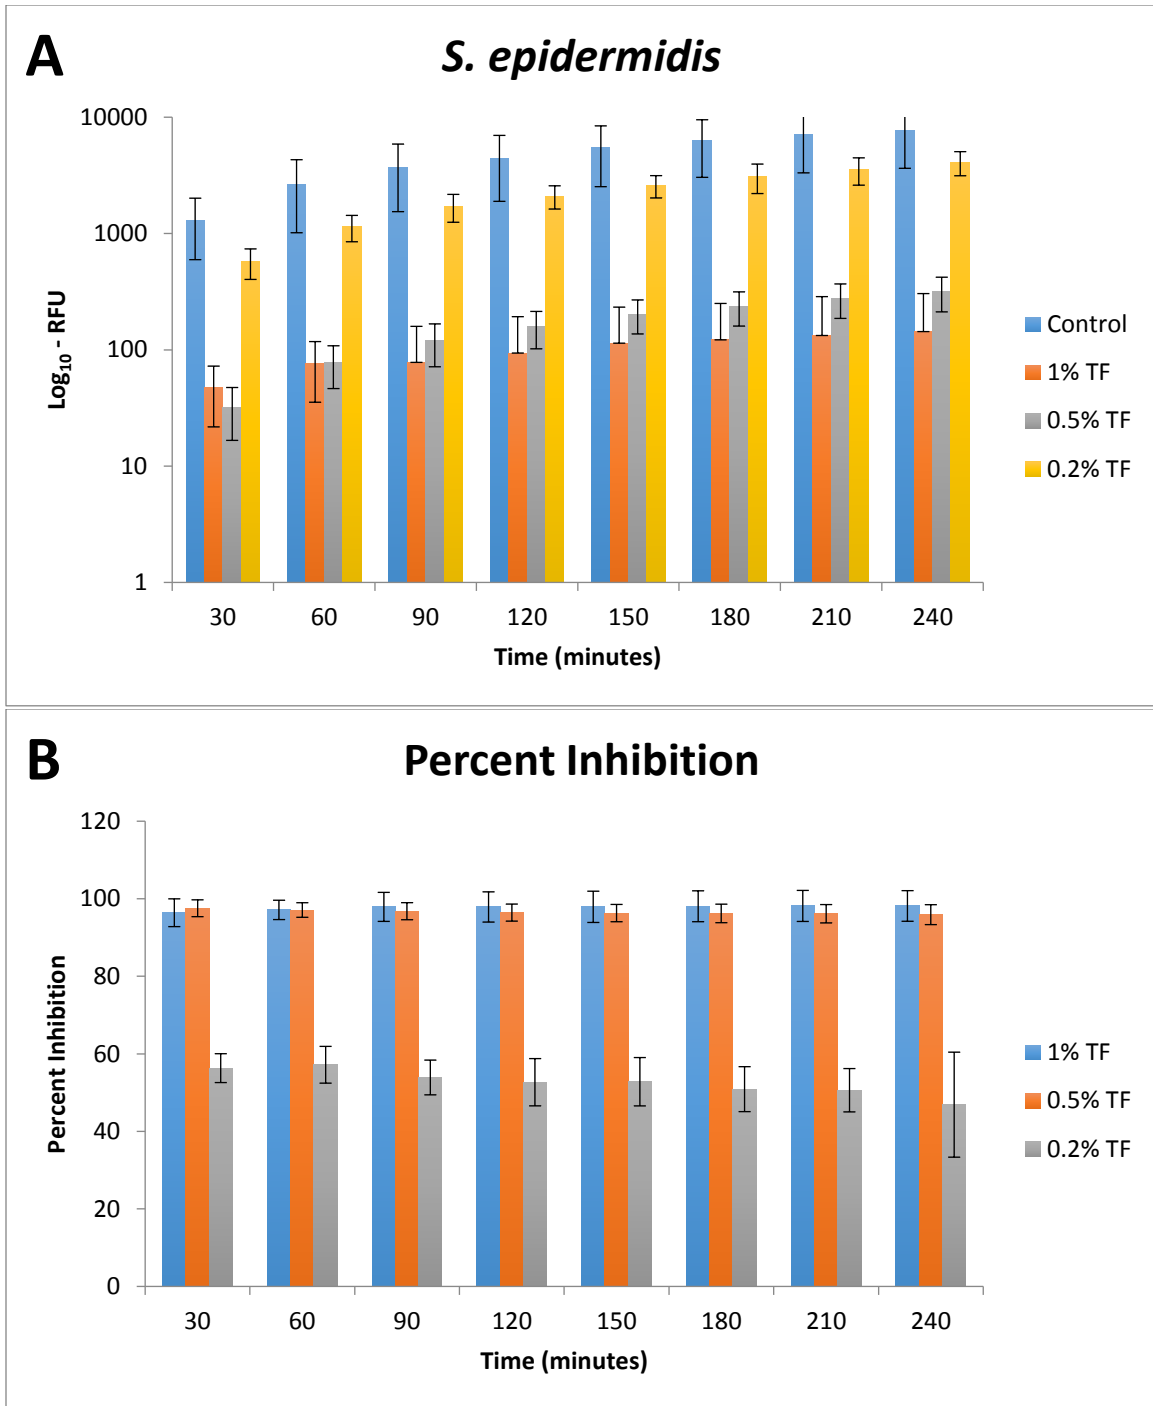 A
S. epidermidis
10000
1000
100
10
1
Log10 - RFU
30 60 90 120 150 180 210 240
Time (minutes)
Control
1% TF
0.5% TF
0.2% TF
B
Percent Inhibition
120
100
80
60
40
20
0
Percent Inhibition
30 60 90 120 150 180 210 240
Time (minutes)
1% TF
0.5% TF
0.2% TF